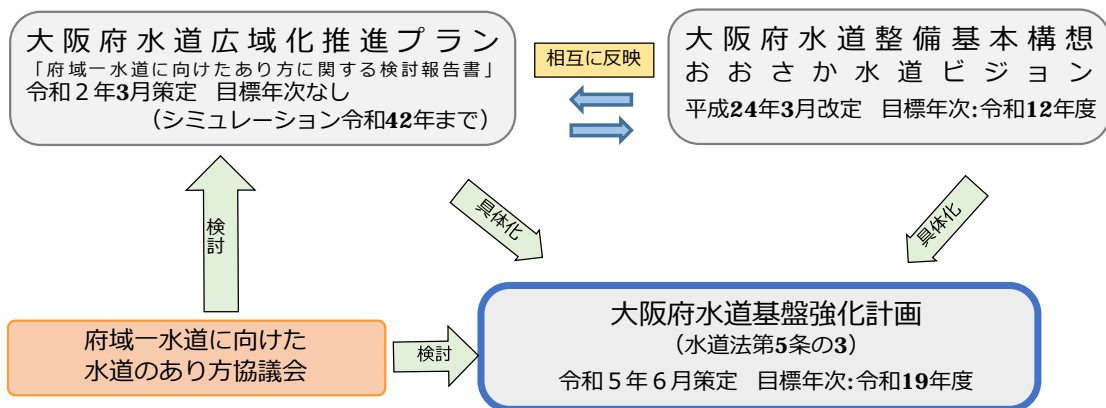 大阪府水道広域化推進プラン
「府域一水道に向けたあり方に関する検討報告書」
令和２年3月策定　目標年次なし
（シミュレーション令和42年まで）
相互に反映
大阪府水道整備基本構想
おおさか水道ビジョン
平成24年3月改定　目標年次:令和12年度
検討
具体化
具体化
府域一水道に向けた
水道のあり方協議会
検討
大阪府水道基盤強化計画
（水道法第5条の3）
令和５年６月策定　目標年次:令和19年度